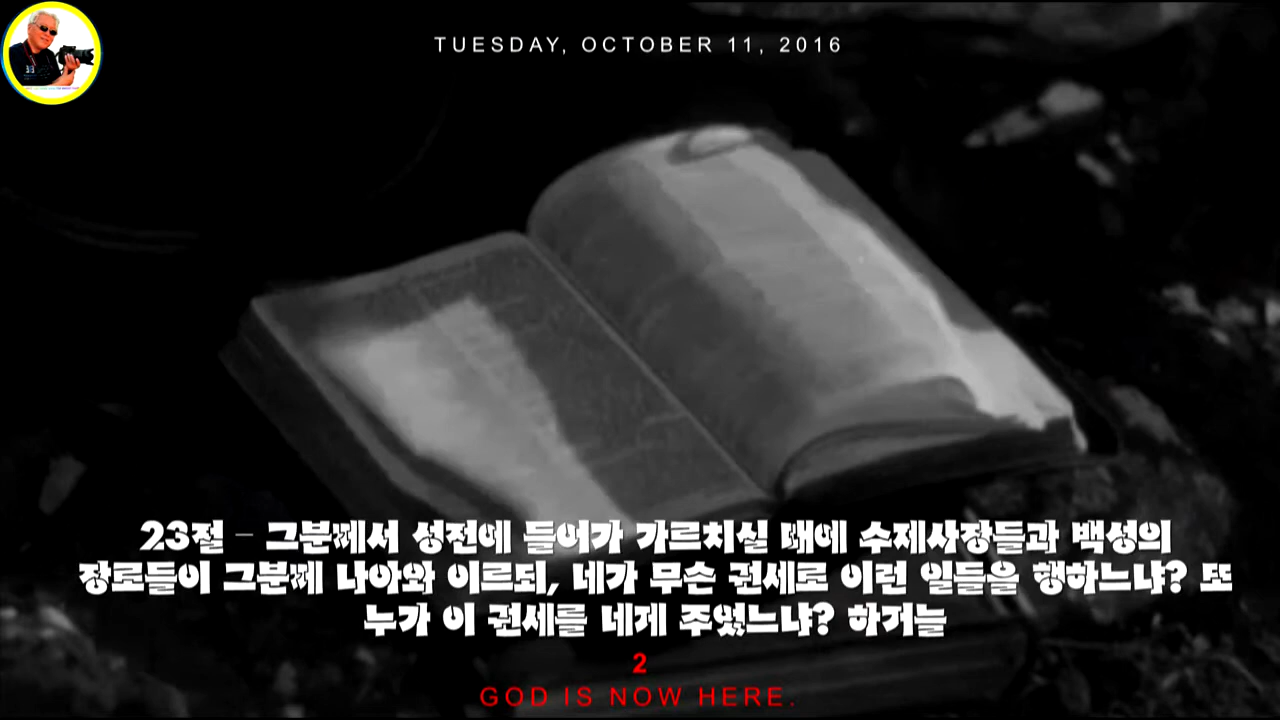 TUESDAY, OCTOBER 11, 2016
23절 – 그분께서 성전에 들어가 가르치실 때에 수제사장들과 백성의
장로들이 그분께 나아와 이르되, 네가 무슨 권세로 이런 일들을 행하느냐? 또
누가 이 권세를 네게 주었느냐? 하거늘
2
GOD IS NOW HERE.